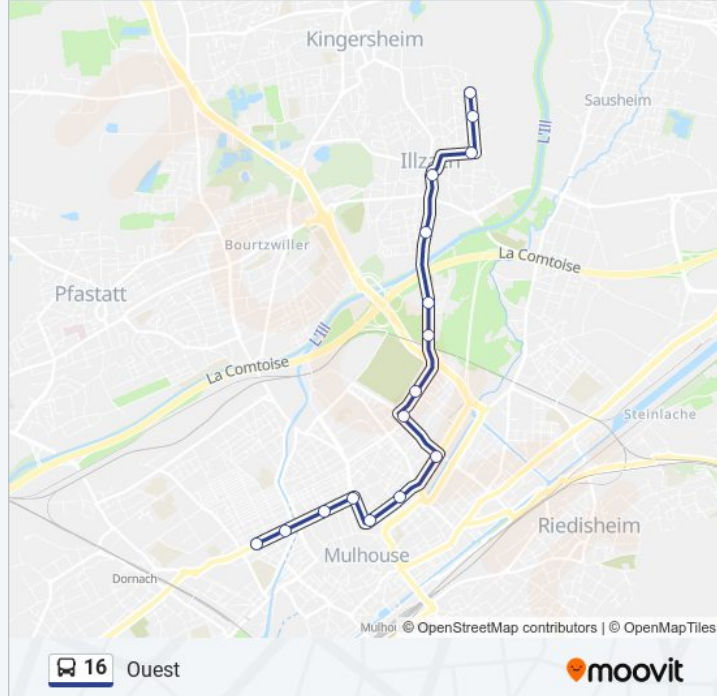 Kingersheim
Sausheim
L'Ill
Illzach
Bourtzwiller
La Comtoise
Pfastatt
L'Ill
La Comtoise
Steinlache
Riedisheim
Mulhouse
Dornach
Mulho
© OpenStreetMap contributors | © OpenMapTiles
16 Ouest
moovit